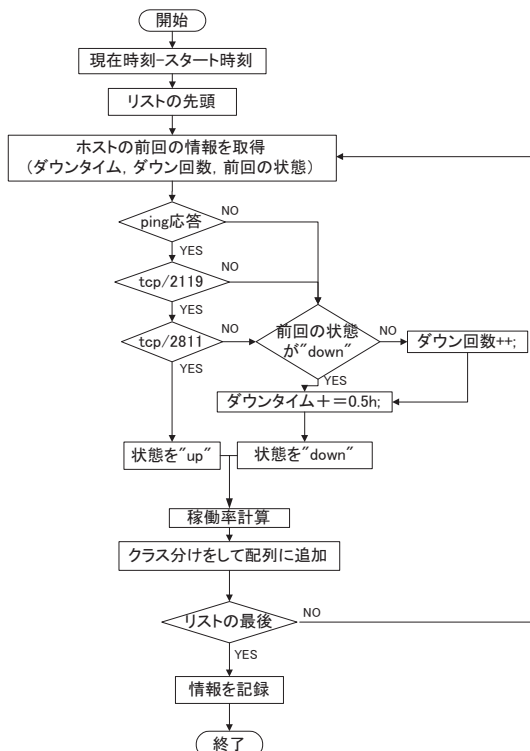 開始
現在時刻-スタート時刻
リストの先頭
ホストの前回の情報を取得
(ダウンタイム, ダウン回数, 前回の状態)
ping応答
NO
YES
tcp/2119
NO
YES
tcp/2811
NO
YES
前回の状態
が"down"
NO
YES
ダウン回数++;
ダウンタイム+=0.5h;
状態を"up"
状態を"down"
稼働率計算
クラス分けをして配列に追加
リストの最後
NO
YES
情報を記録
終了